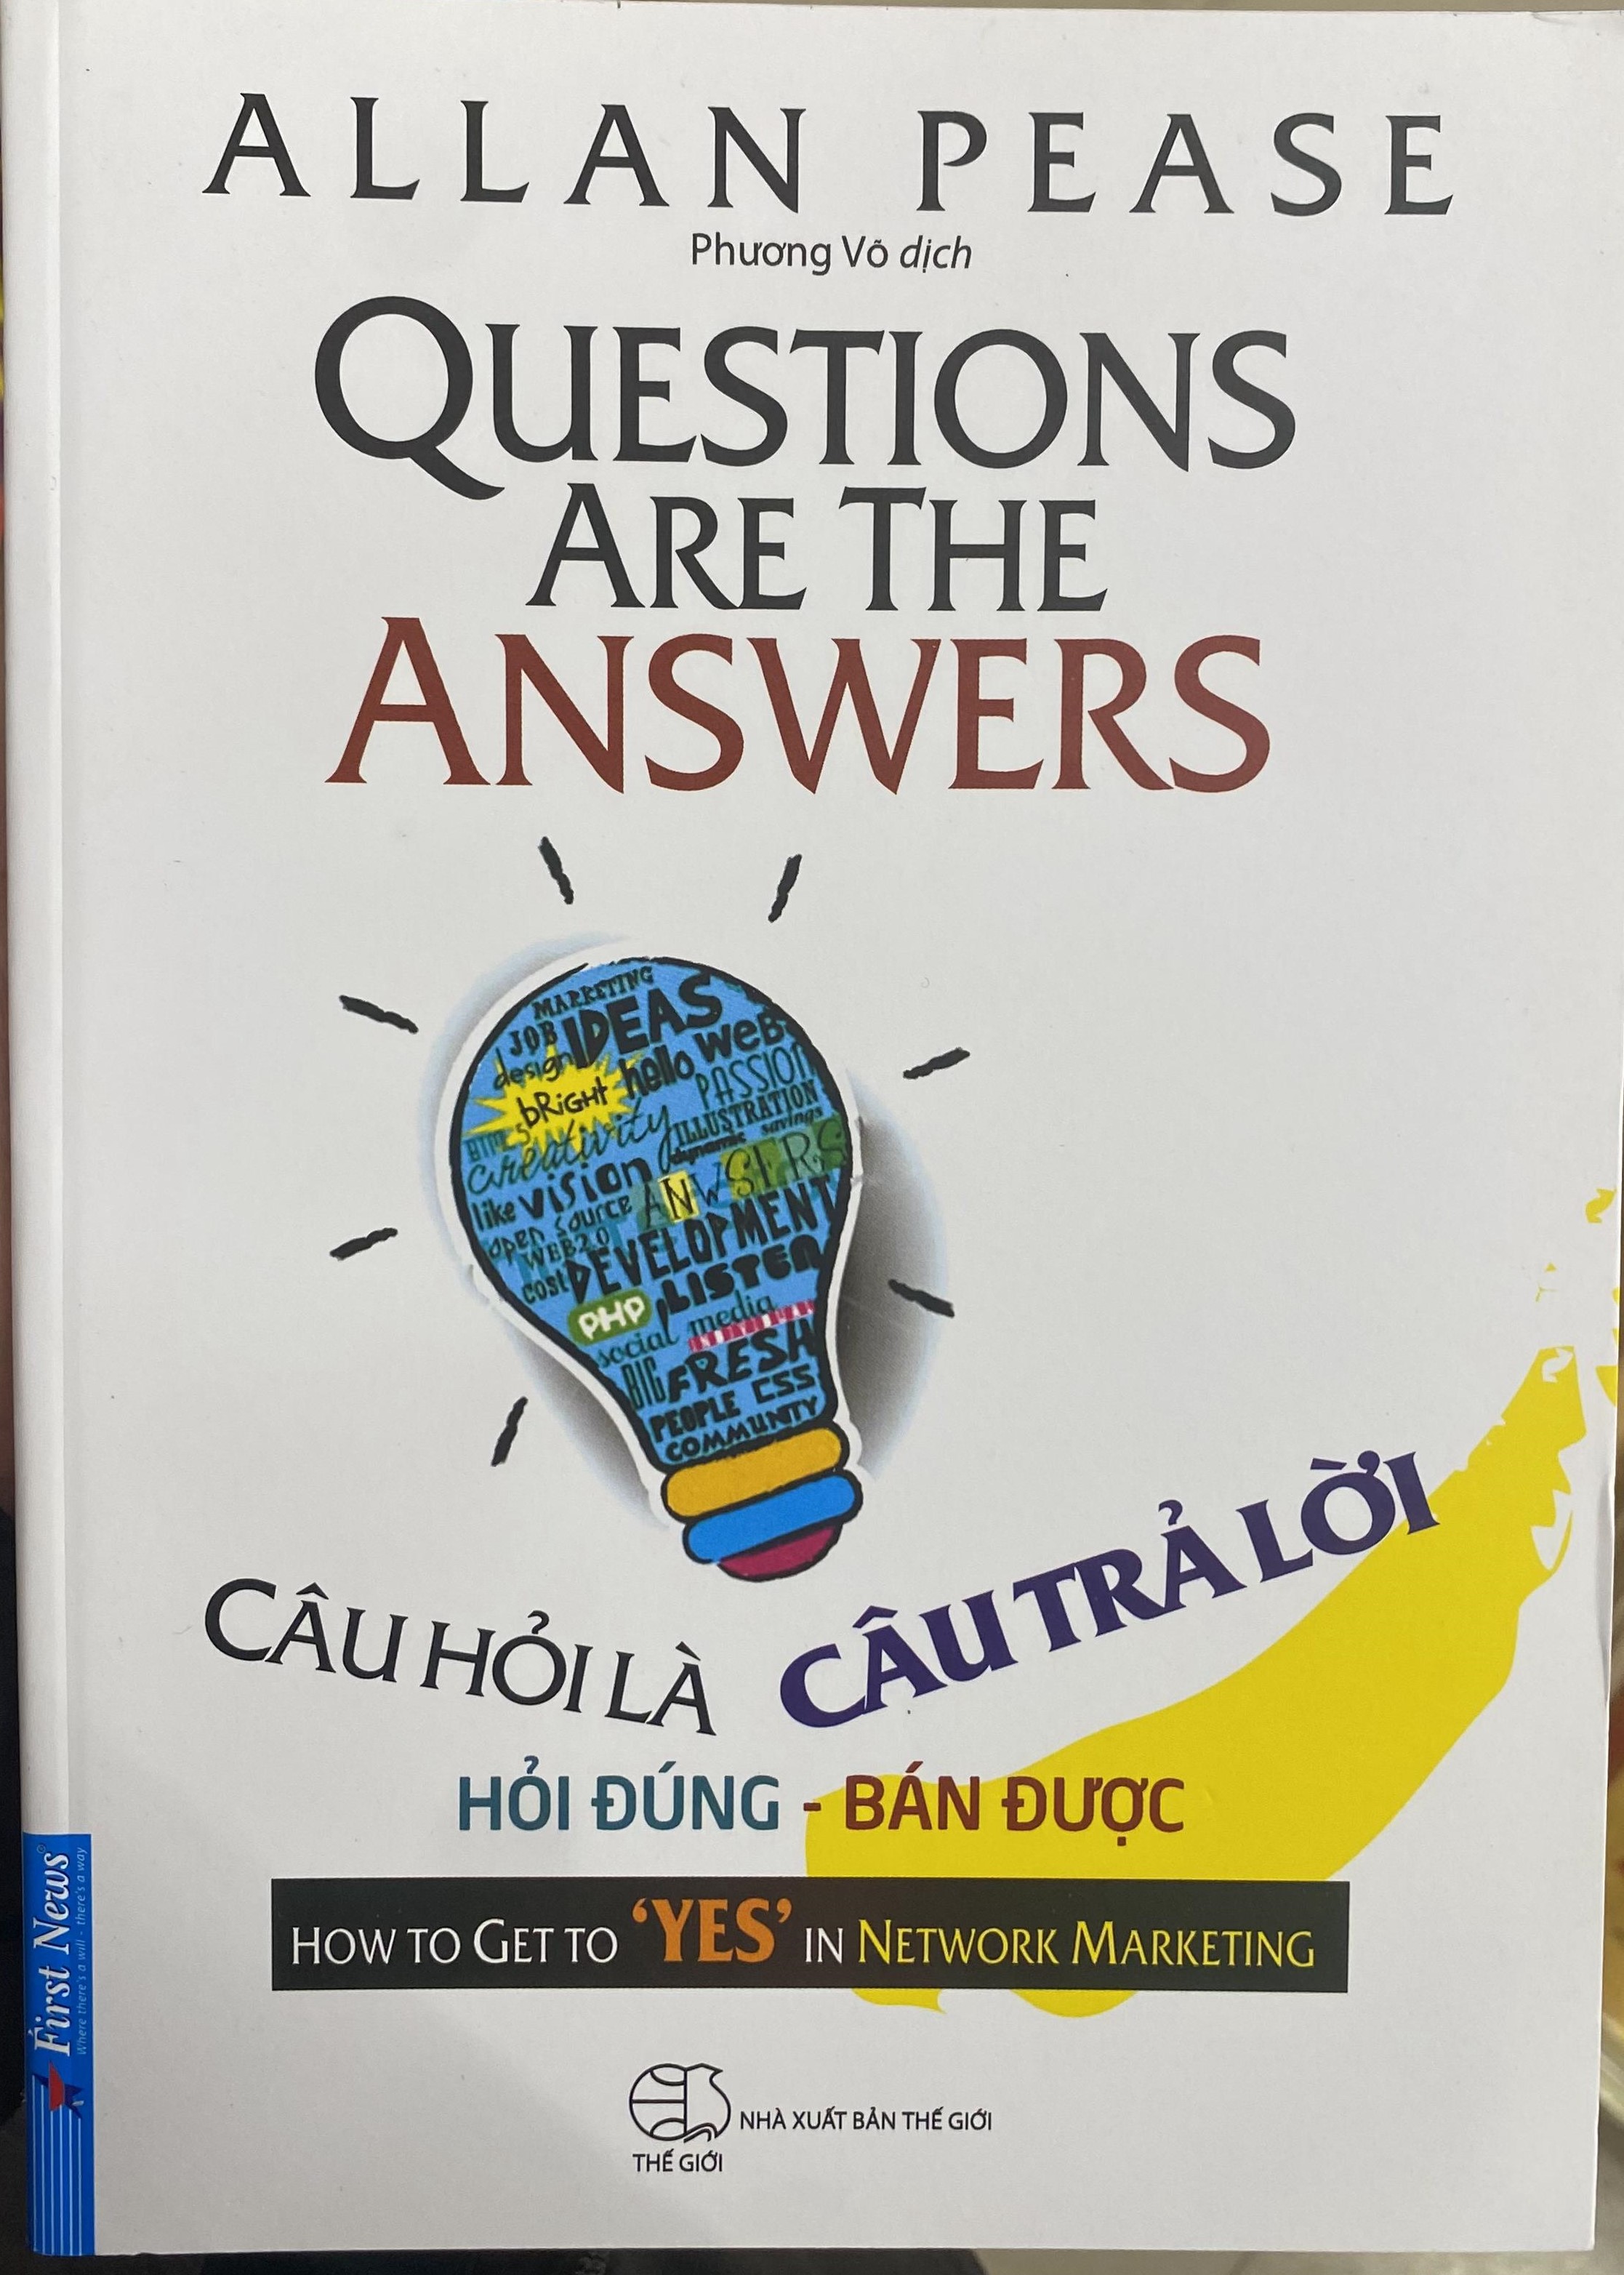 ALLAN PEASE
Phương Võ dịch
QUESTIONS
ARE THE
ANSWERS
MARKETING
JOB IDEAS
design hello WEB
bRiGHt PASSION
creativity ILLUSTRATION
dynamic savings
like vision ANWSERS
open source
WEB2.0
cost DEVELOPMENT
PHP LISTEN
social media
BIG FRESH
PEOPLE CSS
COMMUNITY
CÂU HỎI LÀ CÂU TRẢ LỜI
HỎI ĐÚNG - BÁN ĐƯỢC
HOW TO GET TO ‘YES’ IN NETWORK MARKETING
First News
Where there's a will - there's a way
NHÀ XUẤT BẢN THẾ GIỚI
THẾ GIỚI